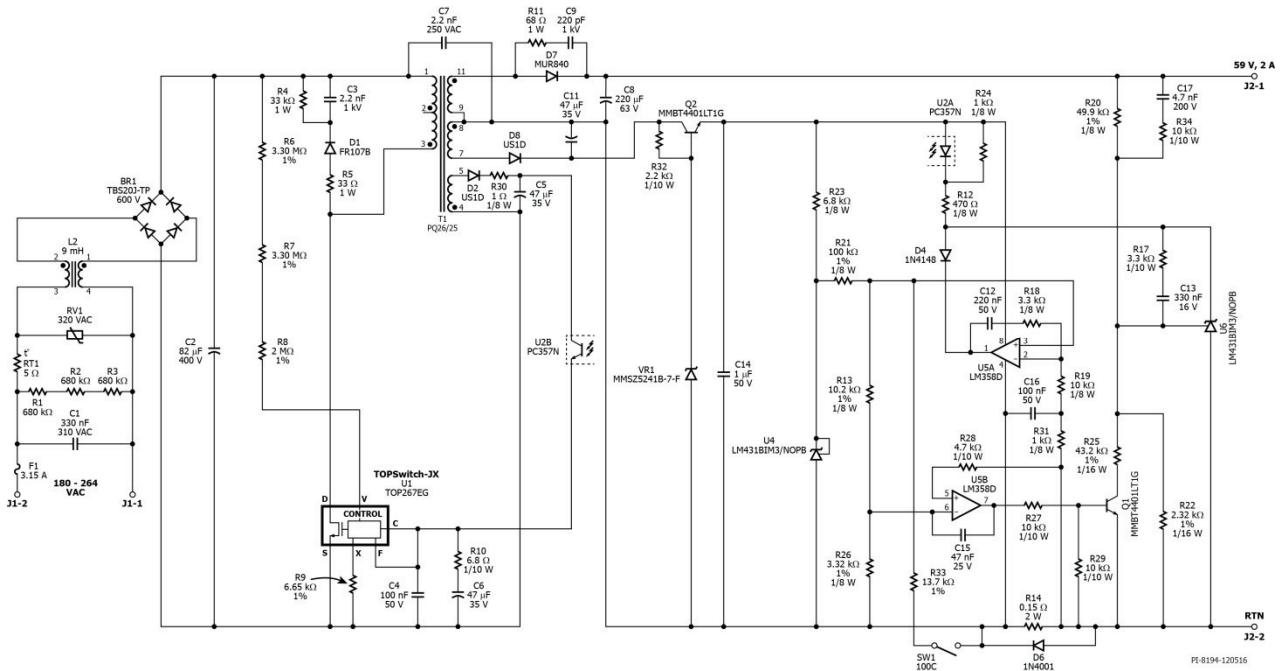 C7
2.2 nF
250 VAC
R11
68 Ω
1 W
C9
220 pF
1 kV
D7
MUR840
59 V, 2 A
J2-1
R4
33 kΩ
1 W
C3
2.2 nF
1 kV
1
2
3
11
9
8
7
5
4
T1
PQ26/25
C11
47 µF
35 V
C8
220 µF
63 V
Q2
MMBT4401LT1G
U2A
PC357N
R24
1 kΩ
1/8 W
R20
49.9 kΩ
1%
1/8 W
C17
4.7 nF
200 V
R34
10 kΩ
1/10 W
R6
3.30 MΩ
1%
D1
FR107B
R5
33 Ω
1 W
D8
US1D
D2
US1D
R30
1 Ω
1/8 W
C5
47 µF
35 V
R32
2.2 kΩ
1/10 W
BR1
TBS20J-TP
600 V
L2
9 mH
2
1
3
4
R7
3.30 MΩ
1%
R23
6.8 kΩ
1/8 W
R12
470 Ω
1/8 W
R21
100 kΩ
1%
1/8 W
D4
1N4148
R17
3.3 kΩ
1/10 W
C13
330 nF
16 V
U6
LM431BIM3/NOPB
RV1
320 VAC
t°
RT1
5 Ω
R2
680 kΩ
R3
680 kΩ
R1
680 kΩ
C1
330 nF
310 VAC
F1
3.15 A
180 - 264
VAC
J1-2
J1-1
C2
82 µF
400 V
R8
2 MΩ
1%
U2B
PC357N
VR1
MMSZ5241B-7-F
C14
1 µF
50 V
C12
220 nF
50 V
R18
3.3 kΩ
1/8 W
8
3
1
2
4
+
−
U5A
LM358D
C16
100 nF
50 V
R19
10 kΩ
1/8 W
R13
10.2 kΩ
1%
1/8 W
U4
LM431BIM3/NOPB
R28
4.7 kΩ
1/10 W
R31
1 kΩ
1/8 W
U5B
LM358D
5
6
7
+
−
C15
47 nF
25 V
R25
43.2 kΩ
1%
1/16 W
Q1
MMBT4401LT1G
R27
10 kΩ
1/10 W
R22
2.32 kΩ
1%
1/16 W
TOPSwitch-JX
U1
TOP267EG
D
V
CONTROL
C
S
X
F
R9
6.65 kΩ
1%
C4
100 nF
50 V
R10
6.8 Ω
1/10 W
C6
47 µF
35 V
R26
3.32 kΩ
1%
1/8 W
R33
13.7 kΩ
1%
R29
10 kΩ
1/10 W
R14
0.15 Ω
2 W
RTN
J2-2
SW1
100C
D6
1N4001
PI-8194-120516